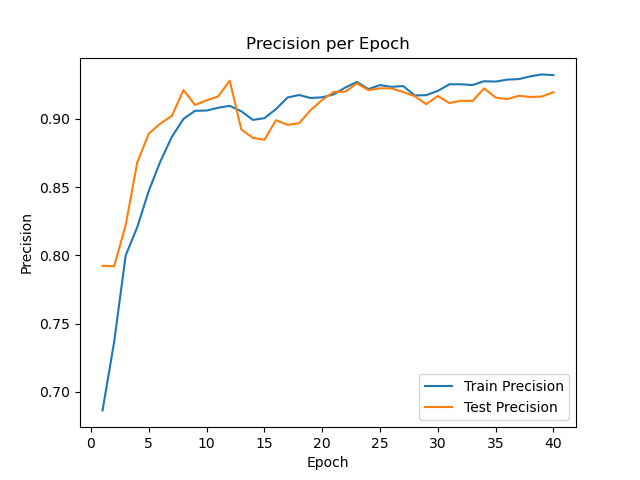 Precision per Epoch
0.90
0.85
0.80
0.75
0.70
Precision
0 5 10 15 20 25 30 35 40
Epoch
Train Precision
Test Precision